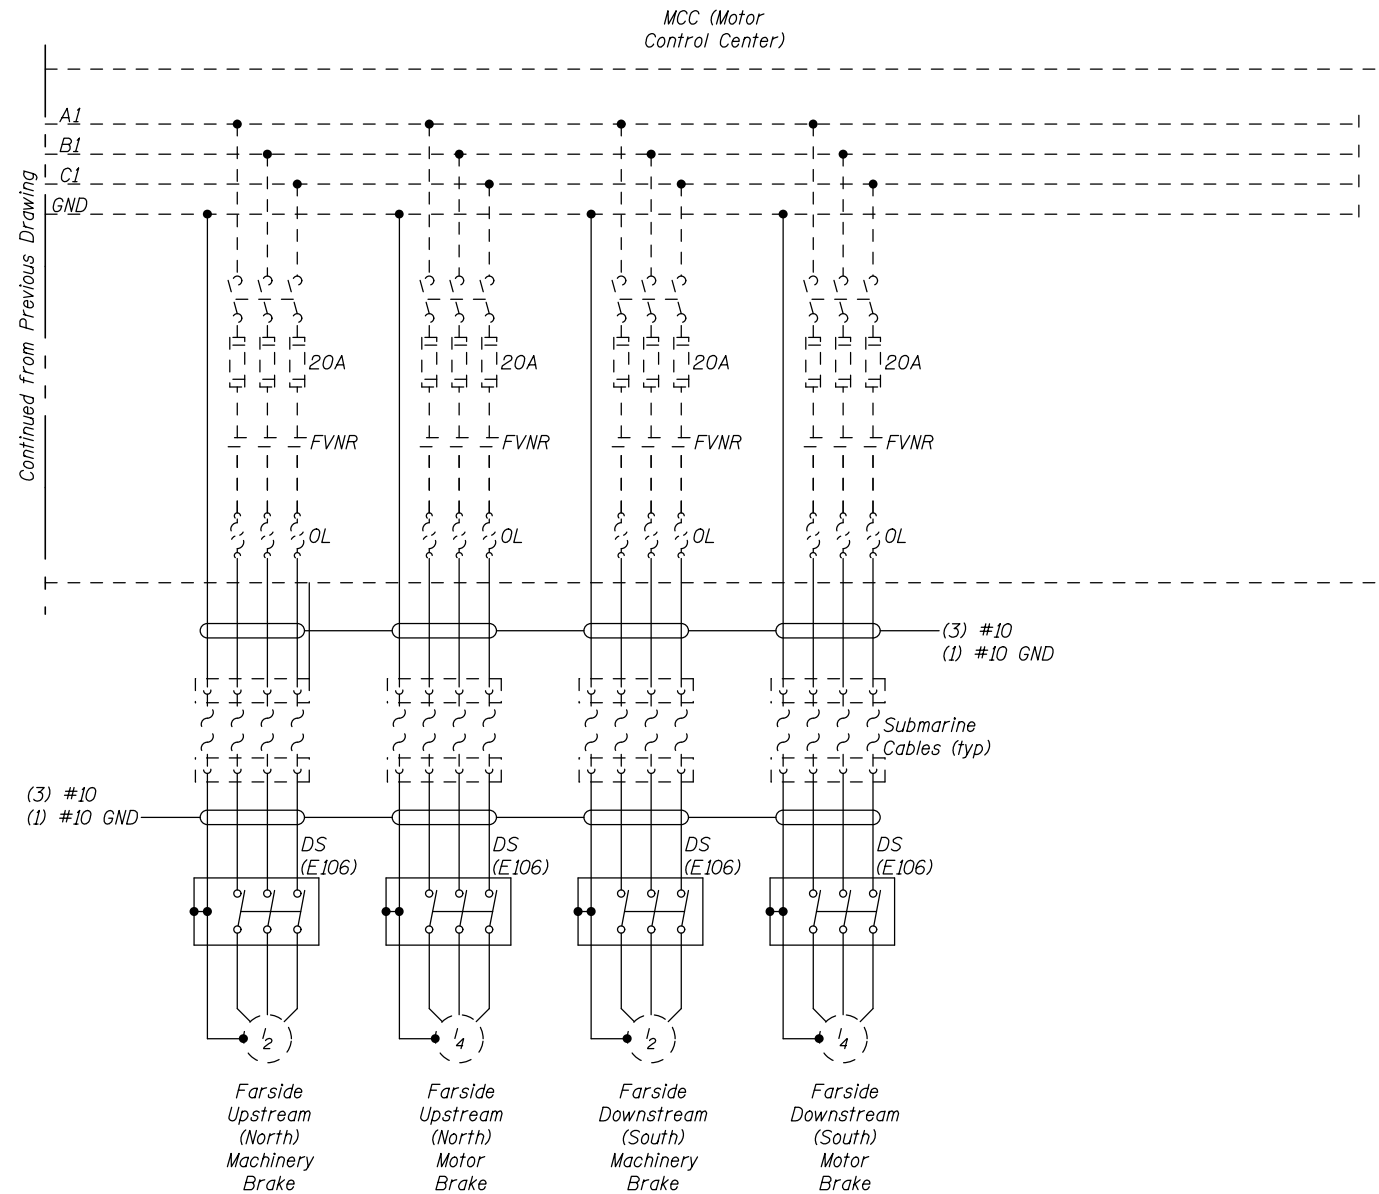 MCC (Motor
Control Center)
A1
B1
C1
GND
Continued from Previous Drawing
20A
20A
20A
20A
FVNR
FVNR
FVNR
FVNR
OL
OL
OL
OL
(3) #10
(1) #10 GND
Submarine
Cables (typ)
(3) #10
(1) #10 GND
DS
(E106)
DS
(E106)
DS
(E106)
DS
(E106)
1/2
1/4
1/2
1/4
Farside
Upstream
(North)
Machinery
Brake
Farside
Upstream
(North)
Motor
Brake
Farside
Downstream
(South)
Machinery
Brake
Farside
Downstream
(South)
Motor
Brake